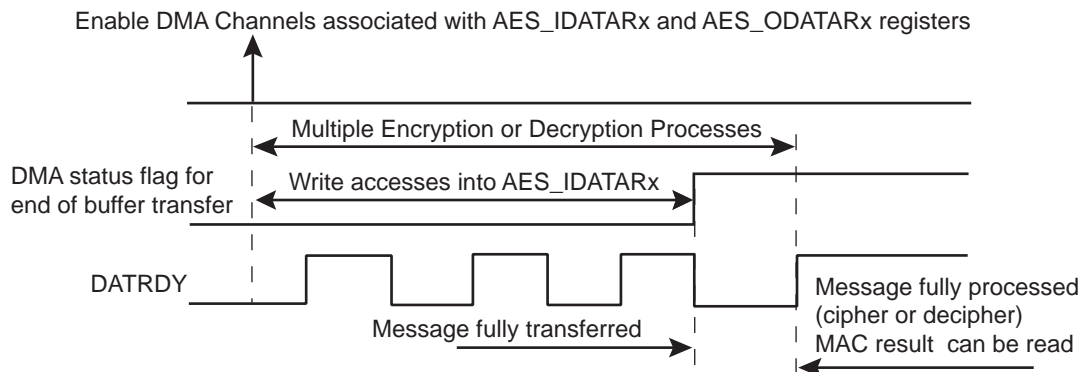 Enable DMA Channels associated with AES_IDATARx and AES_ODATARx registers
Multiple Encryption or Decryption Processes
DMA status flag for
end of buffer transfer
Write accesses into AES_IDATARx
DATRDY
Message fully transferred
Message fully processed
(cipher or decipher)
MAC result can be read